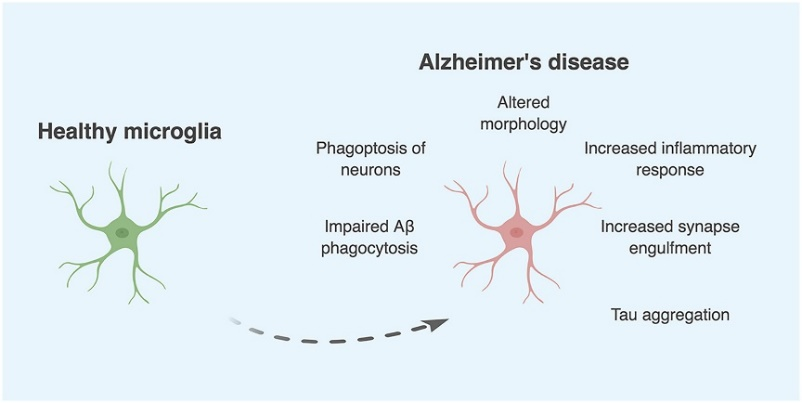 Alzheimer's disease
Healthy microglia
Altered
morphology
Phagoptosis of
neurons
Increased inflammatory
response
Impaired Aβ
phagocytosis
Increased synapse
engulfment
Tau aggregation